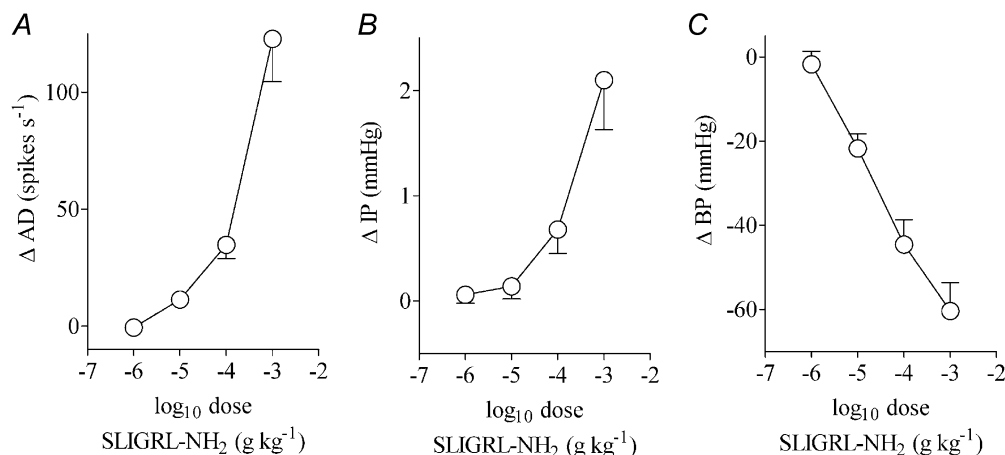 A
Δ AD (spikes s⁻¹)
100
50
0
-7 -6 -5 -4 -3 -2
log₁₀ dose
SLIGRL-NH₂ (g kg⁻¹)
B
Δ IP (mmHg)
2
1
0
-7 -6 -5 -4 -3 -2
log₁₀ dose
SLIGRL-NH₂ (g kg⁻¹)
C
Δ BP (mmHg)
0
-20
-40
-60
-7 -6 -5 -4 -3 -2
log₁₀ dose
SLIGRL-NH₂ (g kg⁻¹)